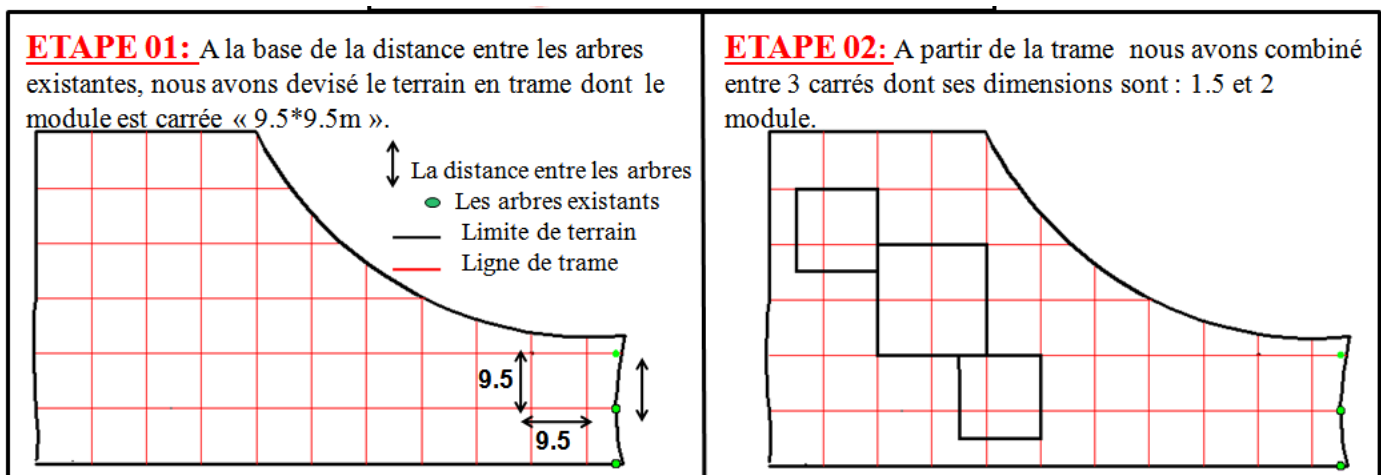 ETAPE 01: A la base de la distance entre les arbres
existantes, nous avons devisé le terrain en trame dont le
module est carrée « 9.5*9.5m ».
La distance entre les arbres
Les arbres existants
Limite de terrain
Ligne de trame
9.5
9.5
ETAPE 02: A partir de la trame nous avons combiné
entre 3 carrés dont ses dimensions sont : 1.5 et 2
module.